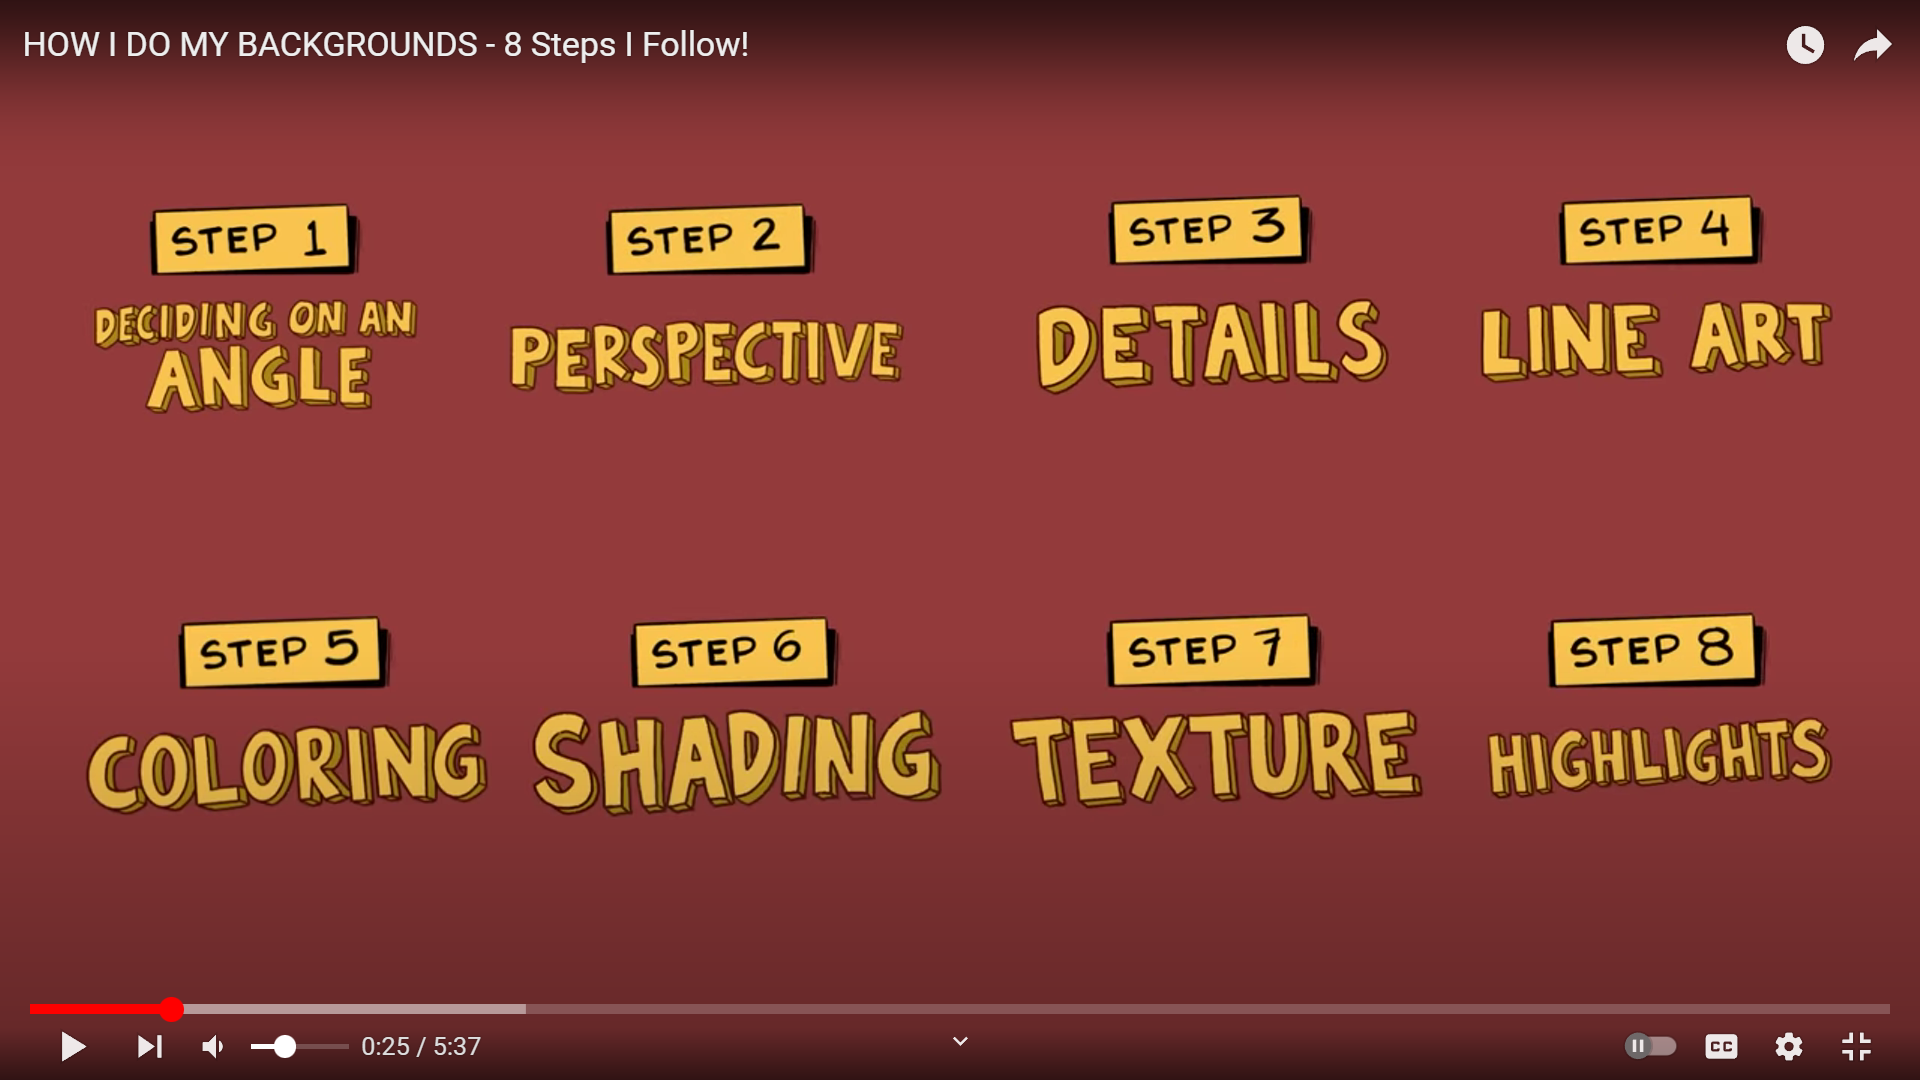 HOW I DO MY BACKGROUNDS - 8 Steps I Follow!
STEP 1
DECIDING ON AN
ANGLE
STEP 2
PERSPECTIVE
STEP 3
DETAILS
STEP 4
LINE ART
STEP 5
COLORING
STEP 6
SHADING
STEP 7
TEXTURE
STEP 8
HIGHLIGHTS
0:25 / 5:37
CC